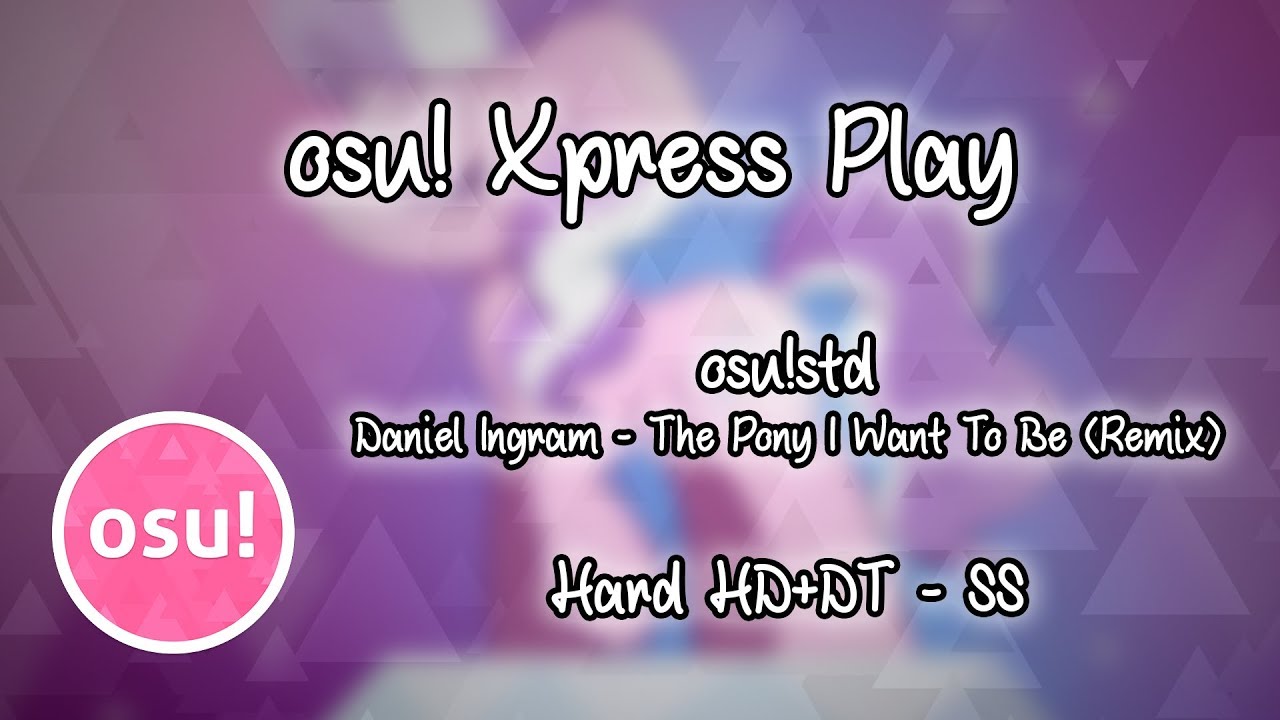 osu! Xpress Play
osu!std
Daniel Ingram - The Pony I Want To Be (Remix)
osu!
Hard HD+DT - SS